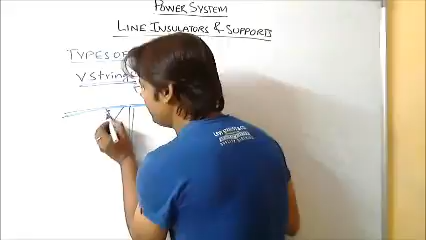 POWER SYSTEM
LINE INSULATORS & SUPPORTS
TYPES OF
V string